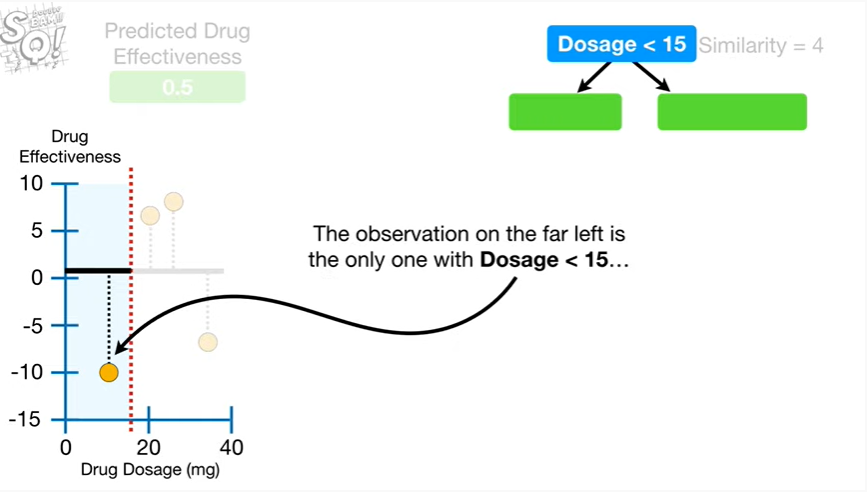 SQ!
Predicted Drug
Effectiveness
0.5
Dosage < 15
Similarity = 4
Drug
Effectiveness
10
5
0
-5
-10
-15
0
20
40
Drug Dosage (mg)
The observation on the far left is
the only one with Dosage < 15...